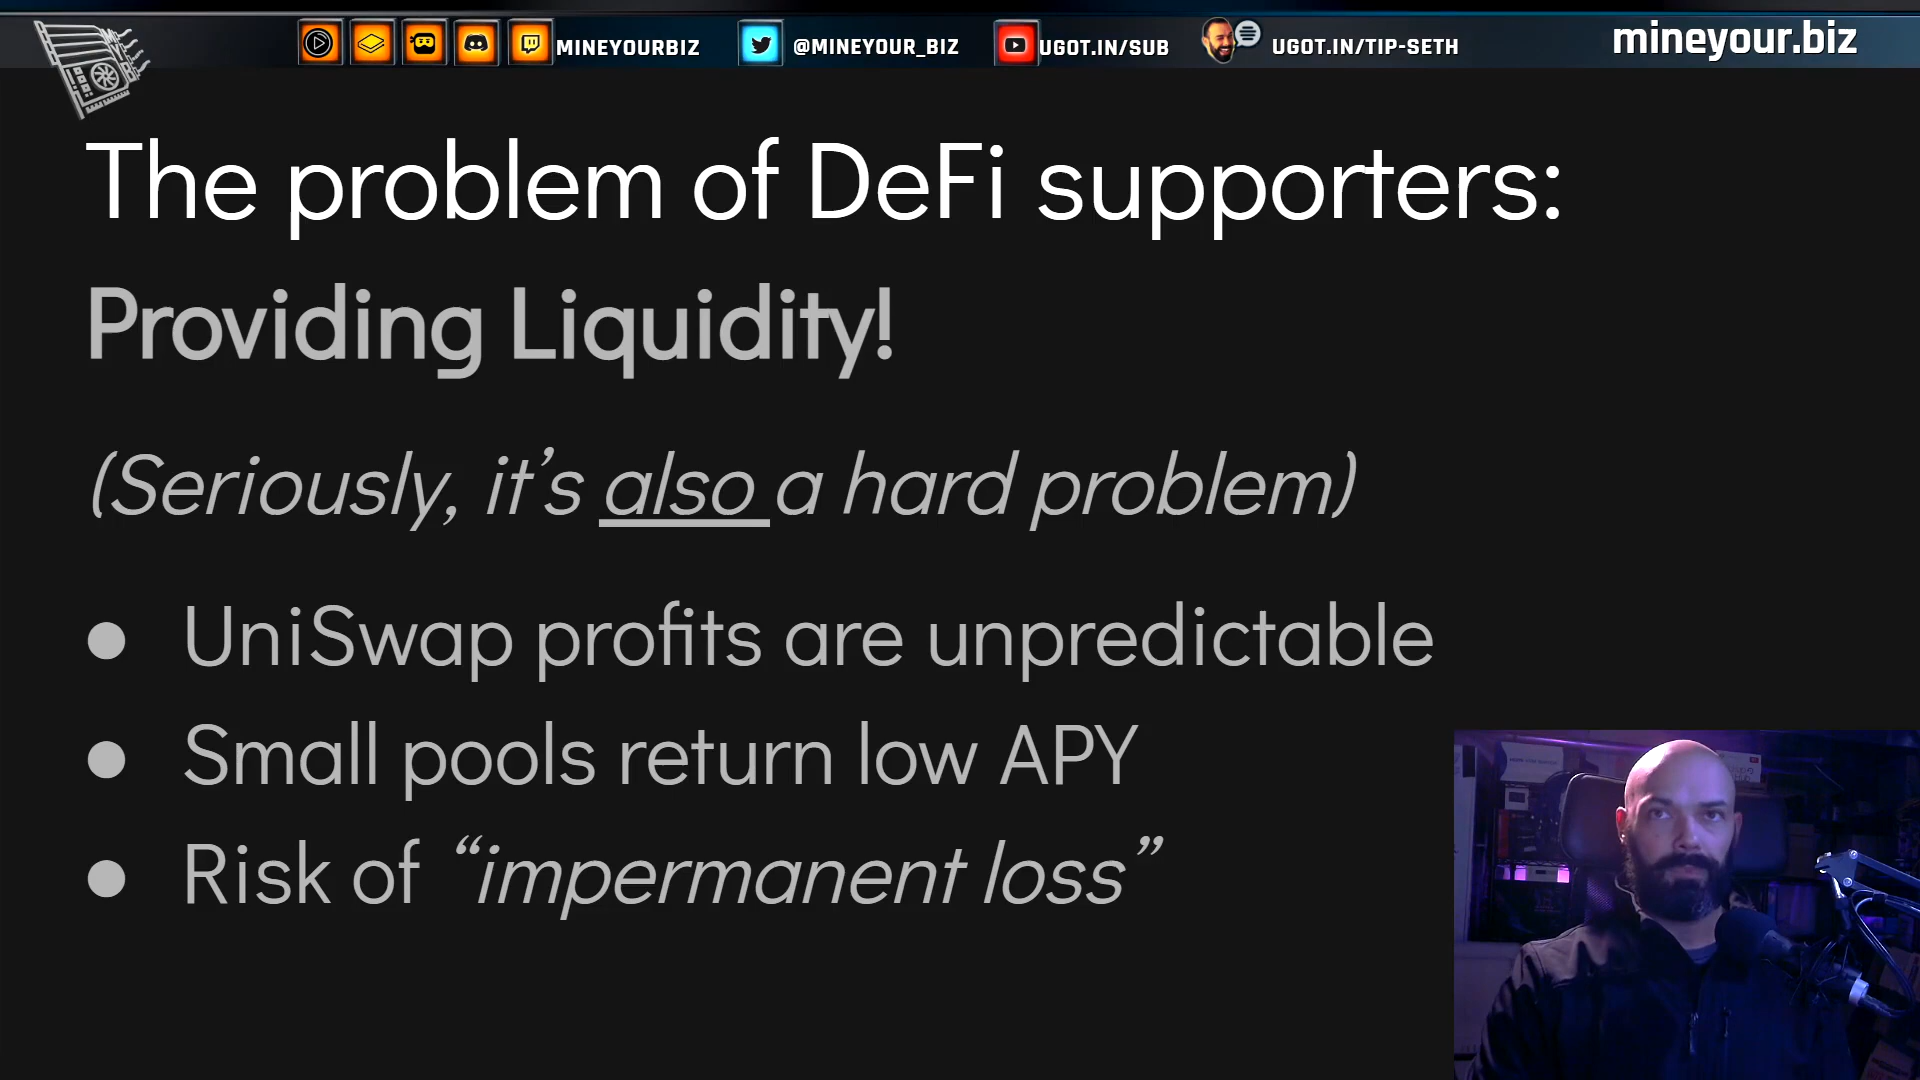 MINEYOURBIZ @MINEYOUR_BIZ UGOT.IN/SUB UGOT.IN/TIP-SETH mineyour.biz
The problem of DeFi supporters:
Providing Liquidity!
(Seriously, it’s also a hard problem)
● UniSwap profits are unpredictable
● Small pools return low APY
● Risk of “impermanent loss”